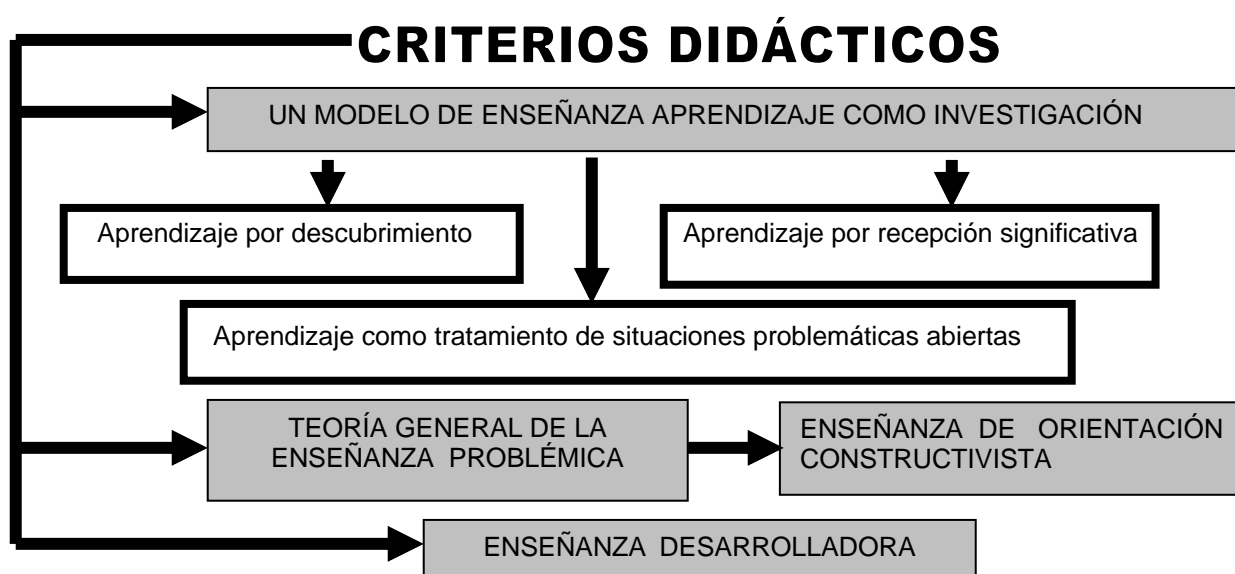 CRITERIOS DIDÁCTICOS
UN MODELO DE ENSEÑANZA APRENDIZAJE COMO INVESTIGACIÓN
Aprendizaje por descubrimiento
Aprendizaje por recepción significativa
Aprendizaje como tratamiento de situaciones problemáticas abiertas
TEORÍA GENERAL DE LA
ENSEÑANZA PROBLÉMICA
ENSEÑANZA DE ORIENTACIÓN
CONSTRUCTIVISTA
ENSEÑANZA DESARROLLADORA